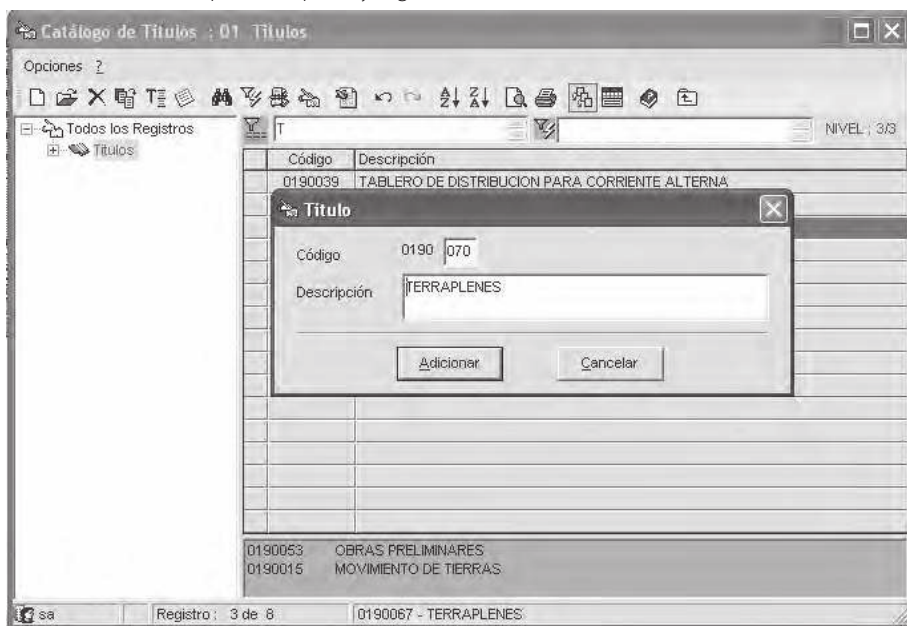 Catálogo de Títulos : 01 Títulos
Opciones ?
Todos los Registros
Títulos
T
NIVEL : 3/3
Código Descripción
0190039 TABLERO DE DISTRIBUCION PARA CORRIENTE ALTERNA
Título
Código 0190 070
Descripción TERRAPLENES
Adicionar Cancelar
0190053 OBRAS PRELIMINARES
0190015 MOVIMIENTO DE TIERRAS
sa Registro : 3 de 8 0190067 - TERRAPLENES